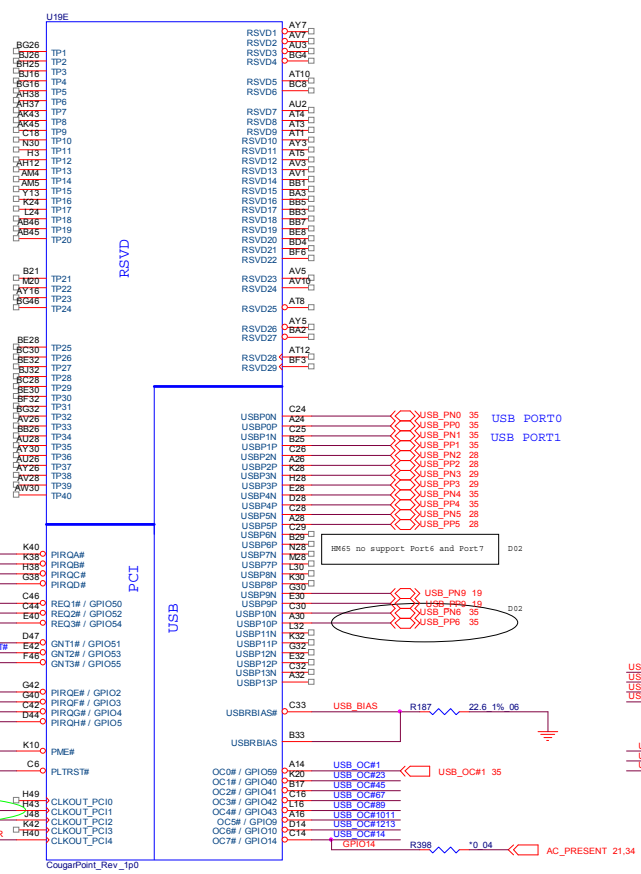 U19E
BG26 TP1
BJ26 TP2
BH25 TP3
BJ16 TP4
BG16 TP5
AH38 TP6
AH37 TP7
AK43 TP8
AK45 TP9
C18 TP10
N30 TP11
H3 TP12
AH12 TP13
AM4 TP14
AM5 TP15
Y13 TP16
K24 TP17
L24 TP18
AB46 TP19
AB45 TP20
B21 TP21
M20 TP22
AY16 TP23
BG46 TP24
BE28 TP25
BC30 TP26
BE32 TP27
BJ32 TP28
BC28 TP29
BE30 TP30
BF32 TP31
BG32 TP32
AV26 TP33
BB26 TP34
AU28 TP35
AY30 TP36
AU26 TP37
AY26 TP38
AV28 TP39
AW30 TP40
RSVD
RSVD1 AY7
RSVD2 AV7
RSVD3 AU3
RSVD4 BG4
RSVD5 AT10
RSVD6 BC8
RSVD7 AU2
RSVD8 AT4
RSVD9 AT3
RSVD10 AT1
RSVD11 AY3
RSVD12 AT5
RSVD13 AV3
RSVD14 AV1
RSVD15 BB1
RSVD16 BA3
RSVD17 BB5
RSVD18 BB3
RSVD19 BB7
RSVD20 BE8
RSVD21 BD4
RSVD22 BF6
RSVD23 AV5
RSVD24 AV10
RSVD25 AT8
RSVD26 AY5
RSVD27 BA2
RSVD28 AT12
RSVD29 BF3
K40 PIRQA#
K38 PIRQB#
H38 PIRQC#
G38 PIRQD#
C46 REQ1# / GPIO50
C44 REQ2# / GPIO52
E40 REQ3# / GPIO54
D47 GNT1# / GPIO51
E42 GNT2# / GPIO53
F46 GNT3# / GPIO55
G42 PIRQE# / GPIO2
G40 PIRQF# / GPIO3
C42 PIRQG# / GPIO4
D44 PIRQH# / GPIO5
K10 PME#
C6 PLTRST#
H49 CLKOUT_PCI0
H43 CLKOUT_PCI1
J48 CLKOUT_PCI2
K42 CLKOUT_PCI3
H40 CLKOUT_PCI4
PCI
USB
USBP0N C24 USB_PN0 35 USB PORT0
USBP0P A24 USB_PP0 35
USBP1N C25 USB_PN1 35 USB PORT1
USBP1P B25 USB_PP1 35
USBP2N C26 USB_PN2 28
USBP2P A26 USB_PP2 28
USBP3N K28 USB_PN3 29
USBP3P H28 USB_PP3 29
USBP4N E28 USB_PN4 35
USBP4P D28 USB_PP4 35
USBP5N C28 USB_PN5 28
USBP5P A28 USB_PP5 28
USBP6N C29
USBP6P B29
USBP7N N28 HM65 no support Port6 and Port7 D02
USBP7P M28
USBP8N L30
USBP8P K30
USBP9N G30 USB_PN9 19
USBP9P E30 USB_PP9 19
USBP10N C30 USB_PN6 35 D02
USBP10P A30 USB_PP6 35
USBP11N L32
USBP11P K32
USBP12N G32
USBP12P E32
USBP13N C32
USBP13P A32
USBRBIAS# C33 USB_BIAS R187 22.6_1%_06
USBRBIAS B33
OC0# / GPIO59 A14 USB_OC#1 USB_OC#1 35
OC1# / GPIO40 K20 USB_OC#23
OC2# / GPIO41 B17 USB_OC#45
OC3# / GPIO42 C16 USB_OC#67
OC4# / GPIO43 L16 USB_OC#89
OC5# / GPIO9 A16 USB_OC#1011
OC6# / GPIO10 D14 USB_OC#1213
OC7# / GPIO14 C14 USB_OC#14
GPIO14 R398 *0_04 AC_PRESENT 21,34
CougarPoint_Rev_1p0